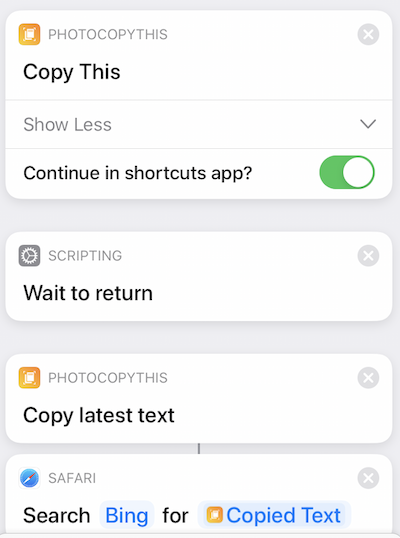 PHOTOCOPYTHIS
Copy This
Show Less
Continue in shortcuts app?
SCRIPTING
Wait to return
PHOTOCOPYTHIS
Copy latest text
SAFARI
Search Bing for Copied Text